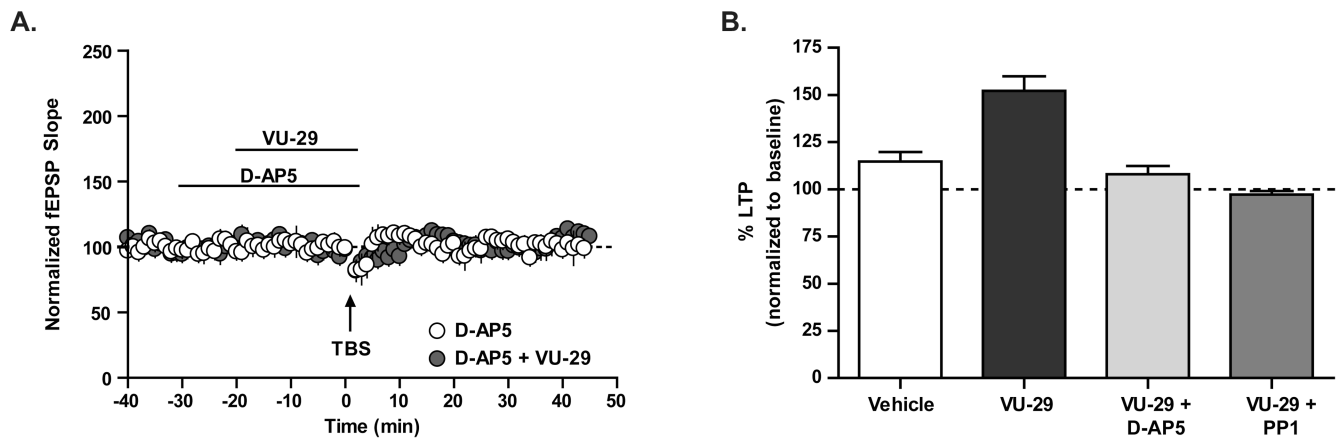 A.
Normalized fEPSP Slope
250
200
150
100
50
0
VU-29
D-AP5
TBS
D-AP5
D-AP5 + VU-29
-40 -30 -20 -10 0 10 20 30 40 50
Time (min)
B.
% LTP
(normalized to baseline)
175
150
125
100
75
50
25
0
Vehicle
VU-29
VU-29 +
D-AP5
VU-29 +
PP1